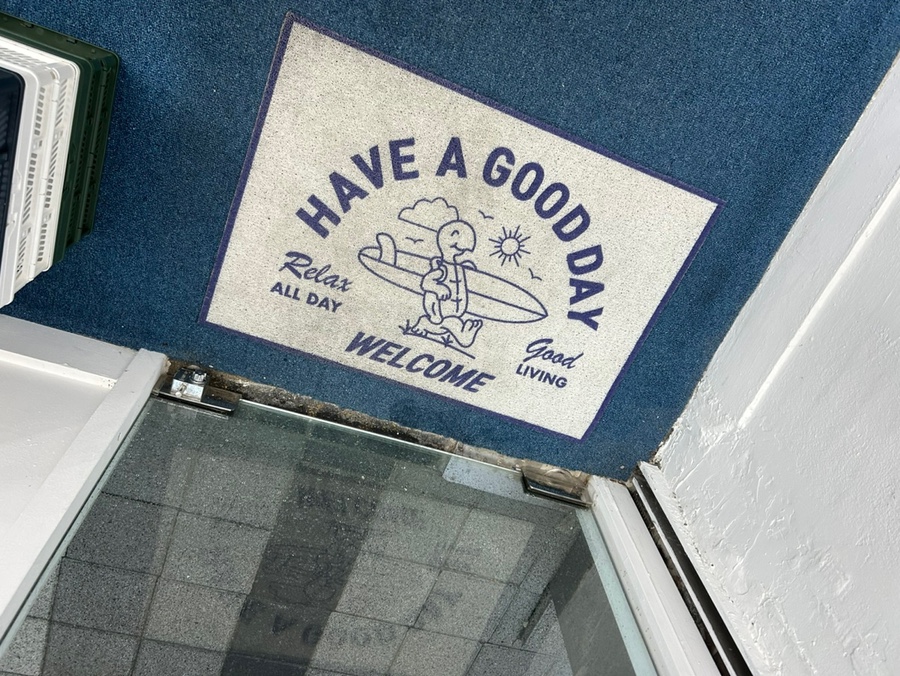 HAVE A GOOD DAY
Relax
ALL DAY
Good
LIVING
WELCOME